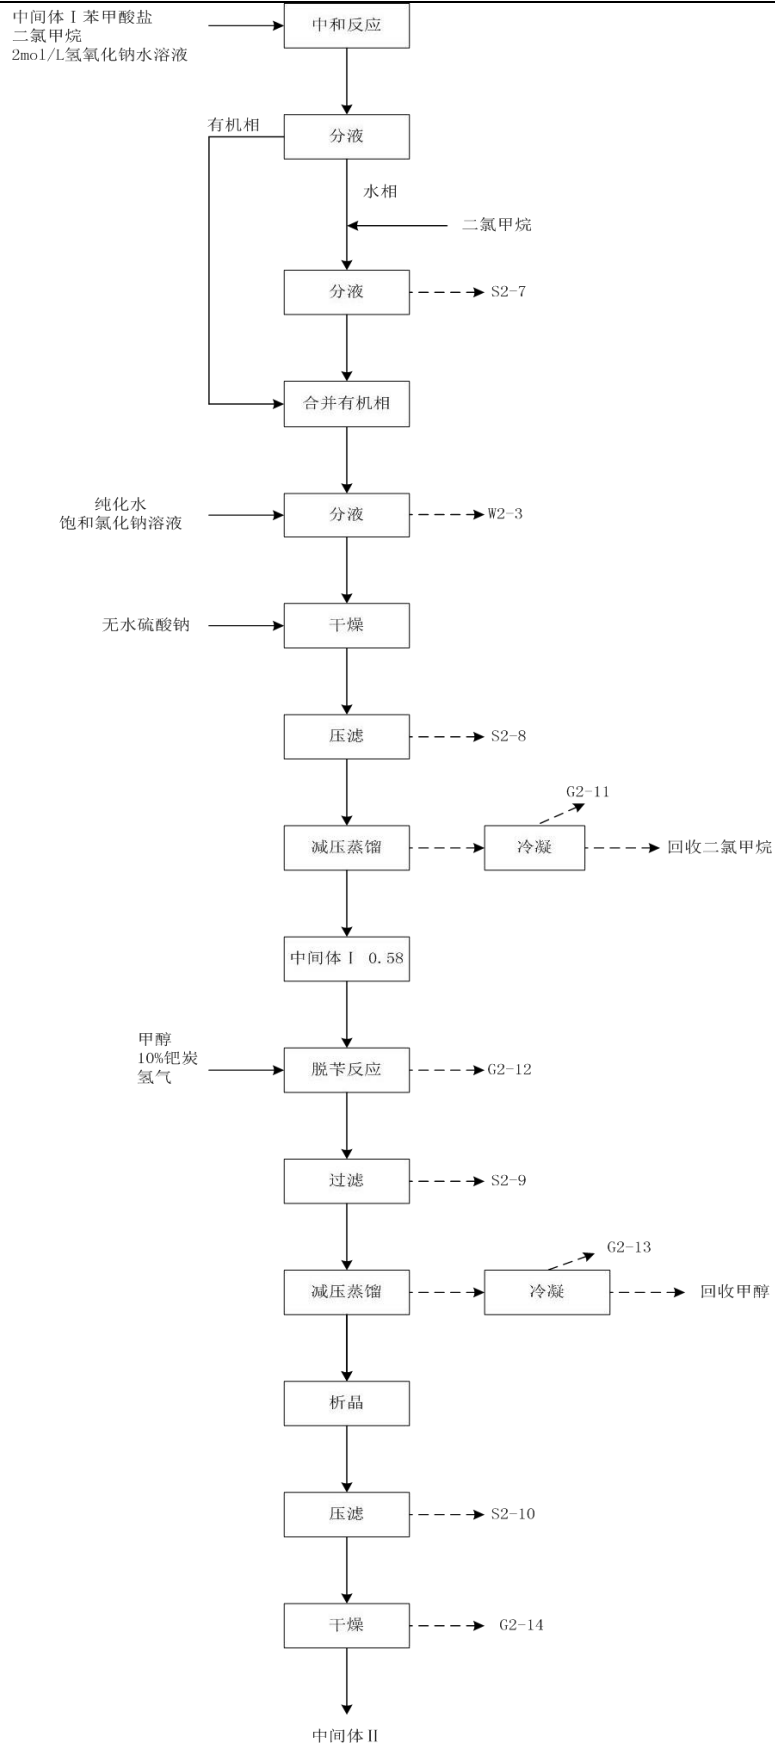 中间体Ⅰ苯甲酸盐
二氯甲烷
2mol/L氢氧化钠水溶液
中和反应
有机相
分液
水相
二氯甲烷
分液
S2-7
合并有机相
纯化水
饱和氯化钠溶液
分液
W2-3
无水硫酸钠
干燥
压滤
S2-8
G2-11
减压蒸馏
冷凝
回收二氯甲烷
中间体Ⅰ 0.58
甲醇
10%钯炭
氢气
脱苄反应
G2-12
过滤
S2-9
G2-13
减压蒸馏
冷凝
回收甲醇
析晶
压滤
S2-10
干燥
G2-14
中间体Ⅱ